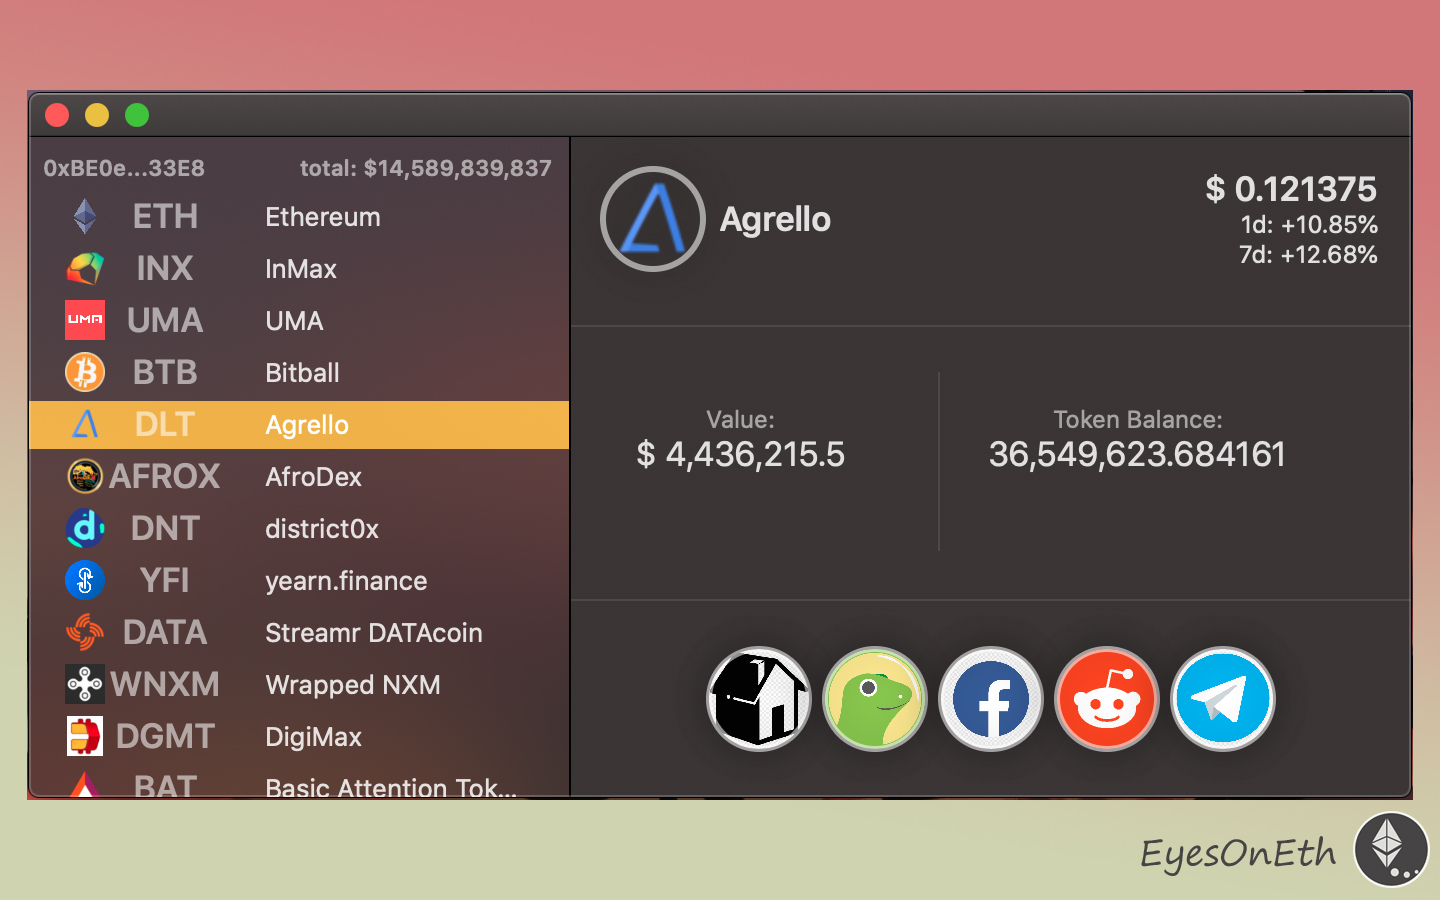 0xBE0e...33E8 total: $14,589,839,837
ETH Ethereum
INX InMax
UMA UMA UMA
BTB Bitball
DLT Agrello
AFROX AfroDex
DNT district0x
YFI yearn.finance
DATA Streamr DATAcoin
WNXM Wrapped NXM
DGMT DigiMax
BAT Basic Attention Tok...
Agrello
$ 0.121375
1d: +10.85%
7d: +12.68%
Value:
$ 4,436,215.5
Token Balance:
36,549,623.684161
EyesOnEth